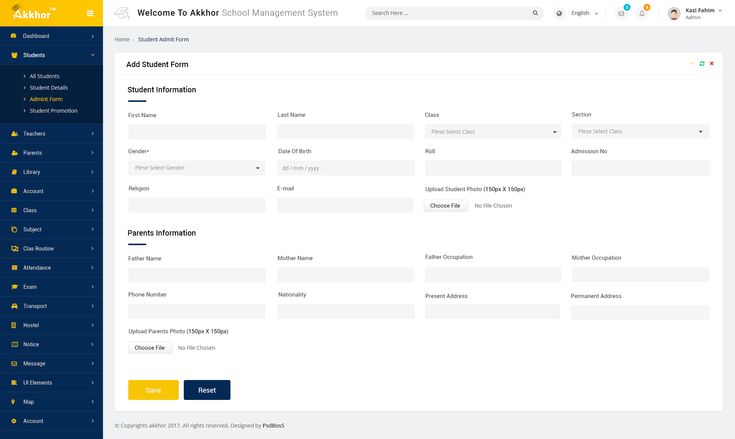 Akkhor™
Welcome To Akkhor School Management System
Search Here ...
English
5
8
Kazi Fahim
Admin
Dashboard
Students
All Students
Student Details
Admint Form
Student Promotion
Teachers
Parents
Library
Account
Class
Subject
Clas Routine
Attendance
Exam
Transport
Hostel
Notice
Message
UI Elements
Map
Account
Home - Student Admit Form
Add Student Form
Student Information
First Name
Last Name
Class
Section
Plese Select Class
Plese Select Class
Gender*
Date Of Birth
Roll
Admission No
Plese Select Gender
dd / mm / yyyy
Religion
E-mail
Upload Student Photo (150px X 150px)
Choose File No File Chosen
Parents Information
Father Name
Mother Name
Father Occupation
Mother Occupation
Phone Number
Nationality
Present Address
Permanent Address
Upload Parents Photo (150px X 150px)
Choose File No File Chosen
Save
Reset
© Copyrights akkhor 2017. All rights reserved. Designed by PsdBosS